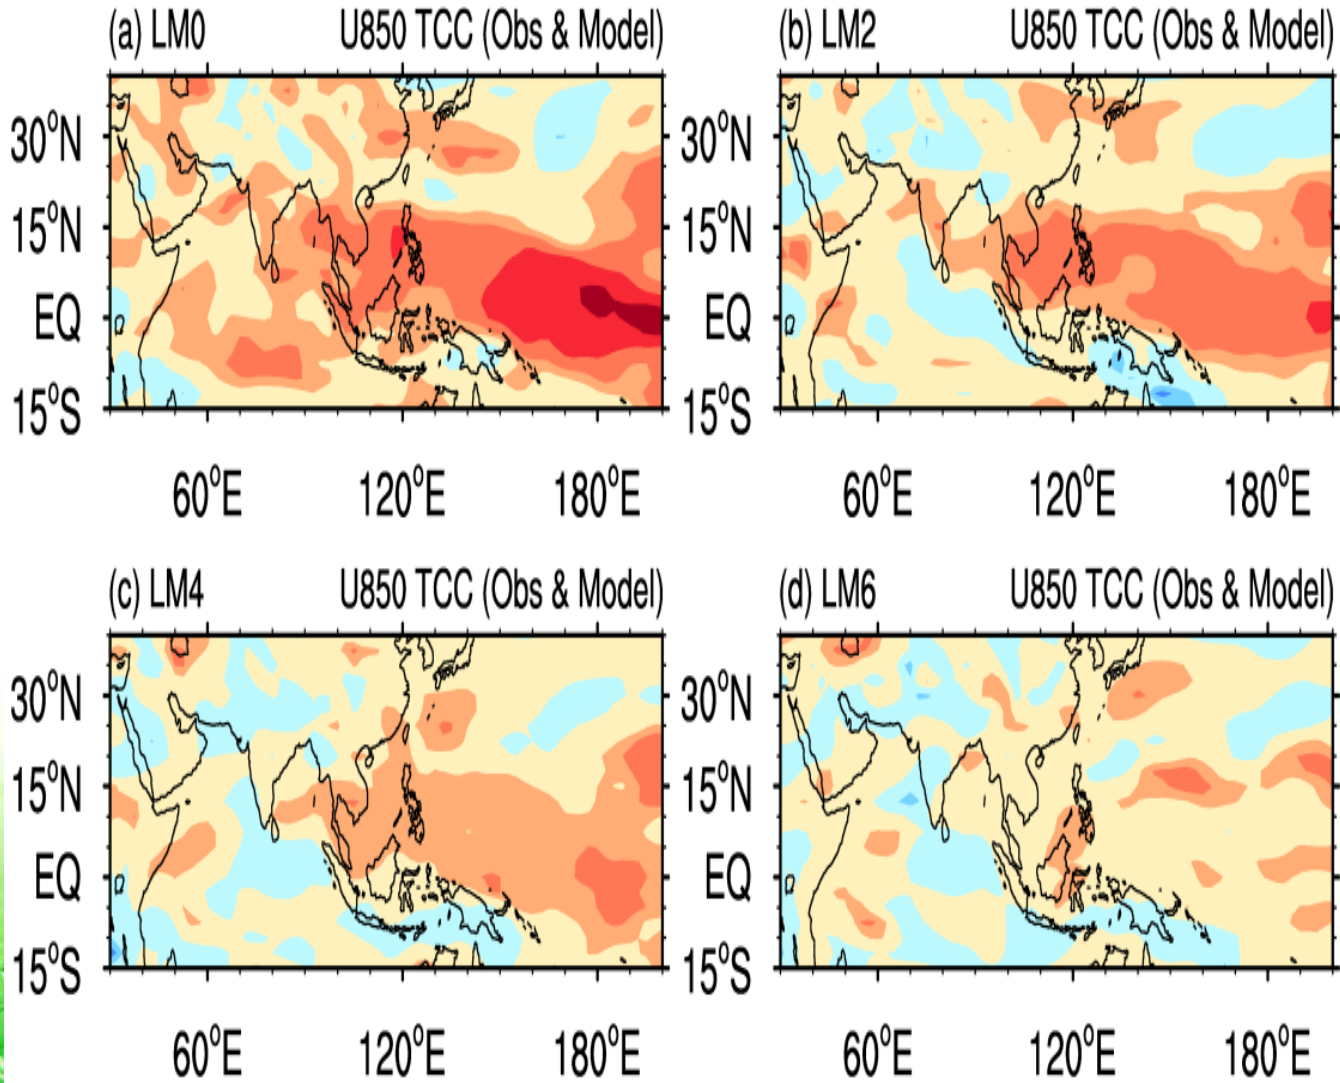 (a) LM0 U850 TCC (Obs & Model)
(b) LM2 U850 TCC (Obs & Model)
30°N
15°N
EQ
15°S
30°N
15°N
EQ
15°S
60°E 120°E 180°E
60°E 120°E 180°E
(c) LM4 U850 TCC (Obs & Model)
(d) LM6 U850 TCC (Obs & Model)
30°N
15°N
EQ
15°S
30°N
15°N
EQ
15°S
60°E 120°E 180°E
60°E 120°E 180°E